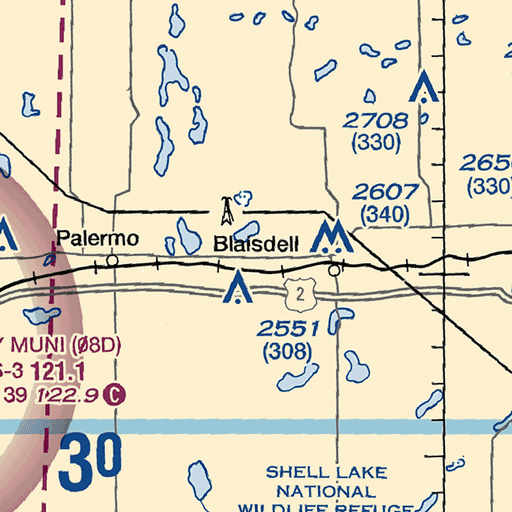 2708
(330)
265
(330)
2607
(340)
Palermo
Blaisdell
2
2551
(308)
Y MUNI (Ø8D)
S-3 121.1
39 122.9 C
30
SHELL LAKE
NATIONAL
WILDLIFE REFUGE